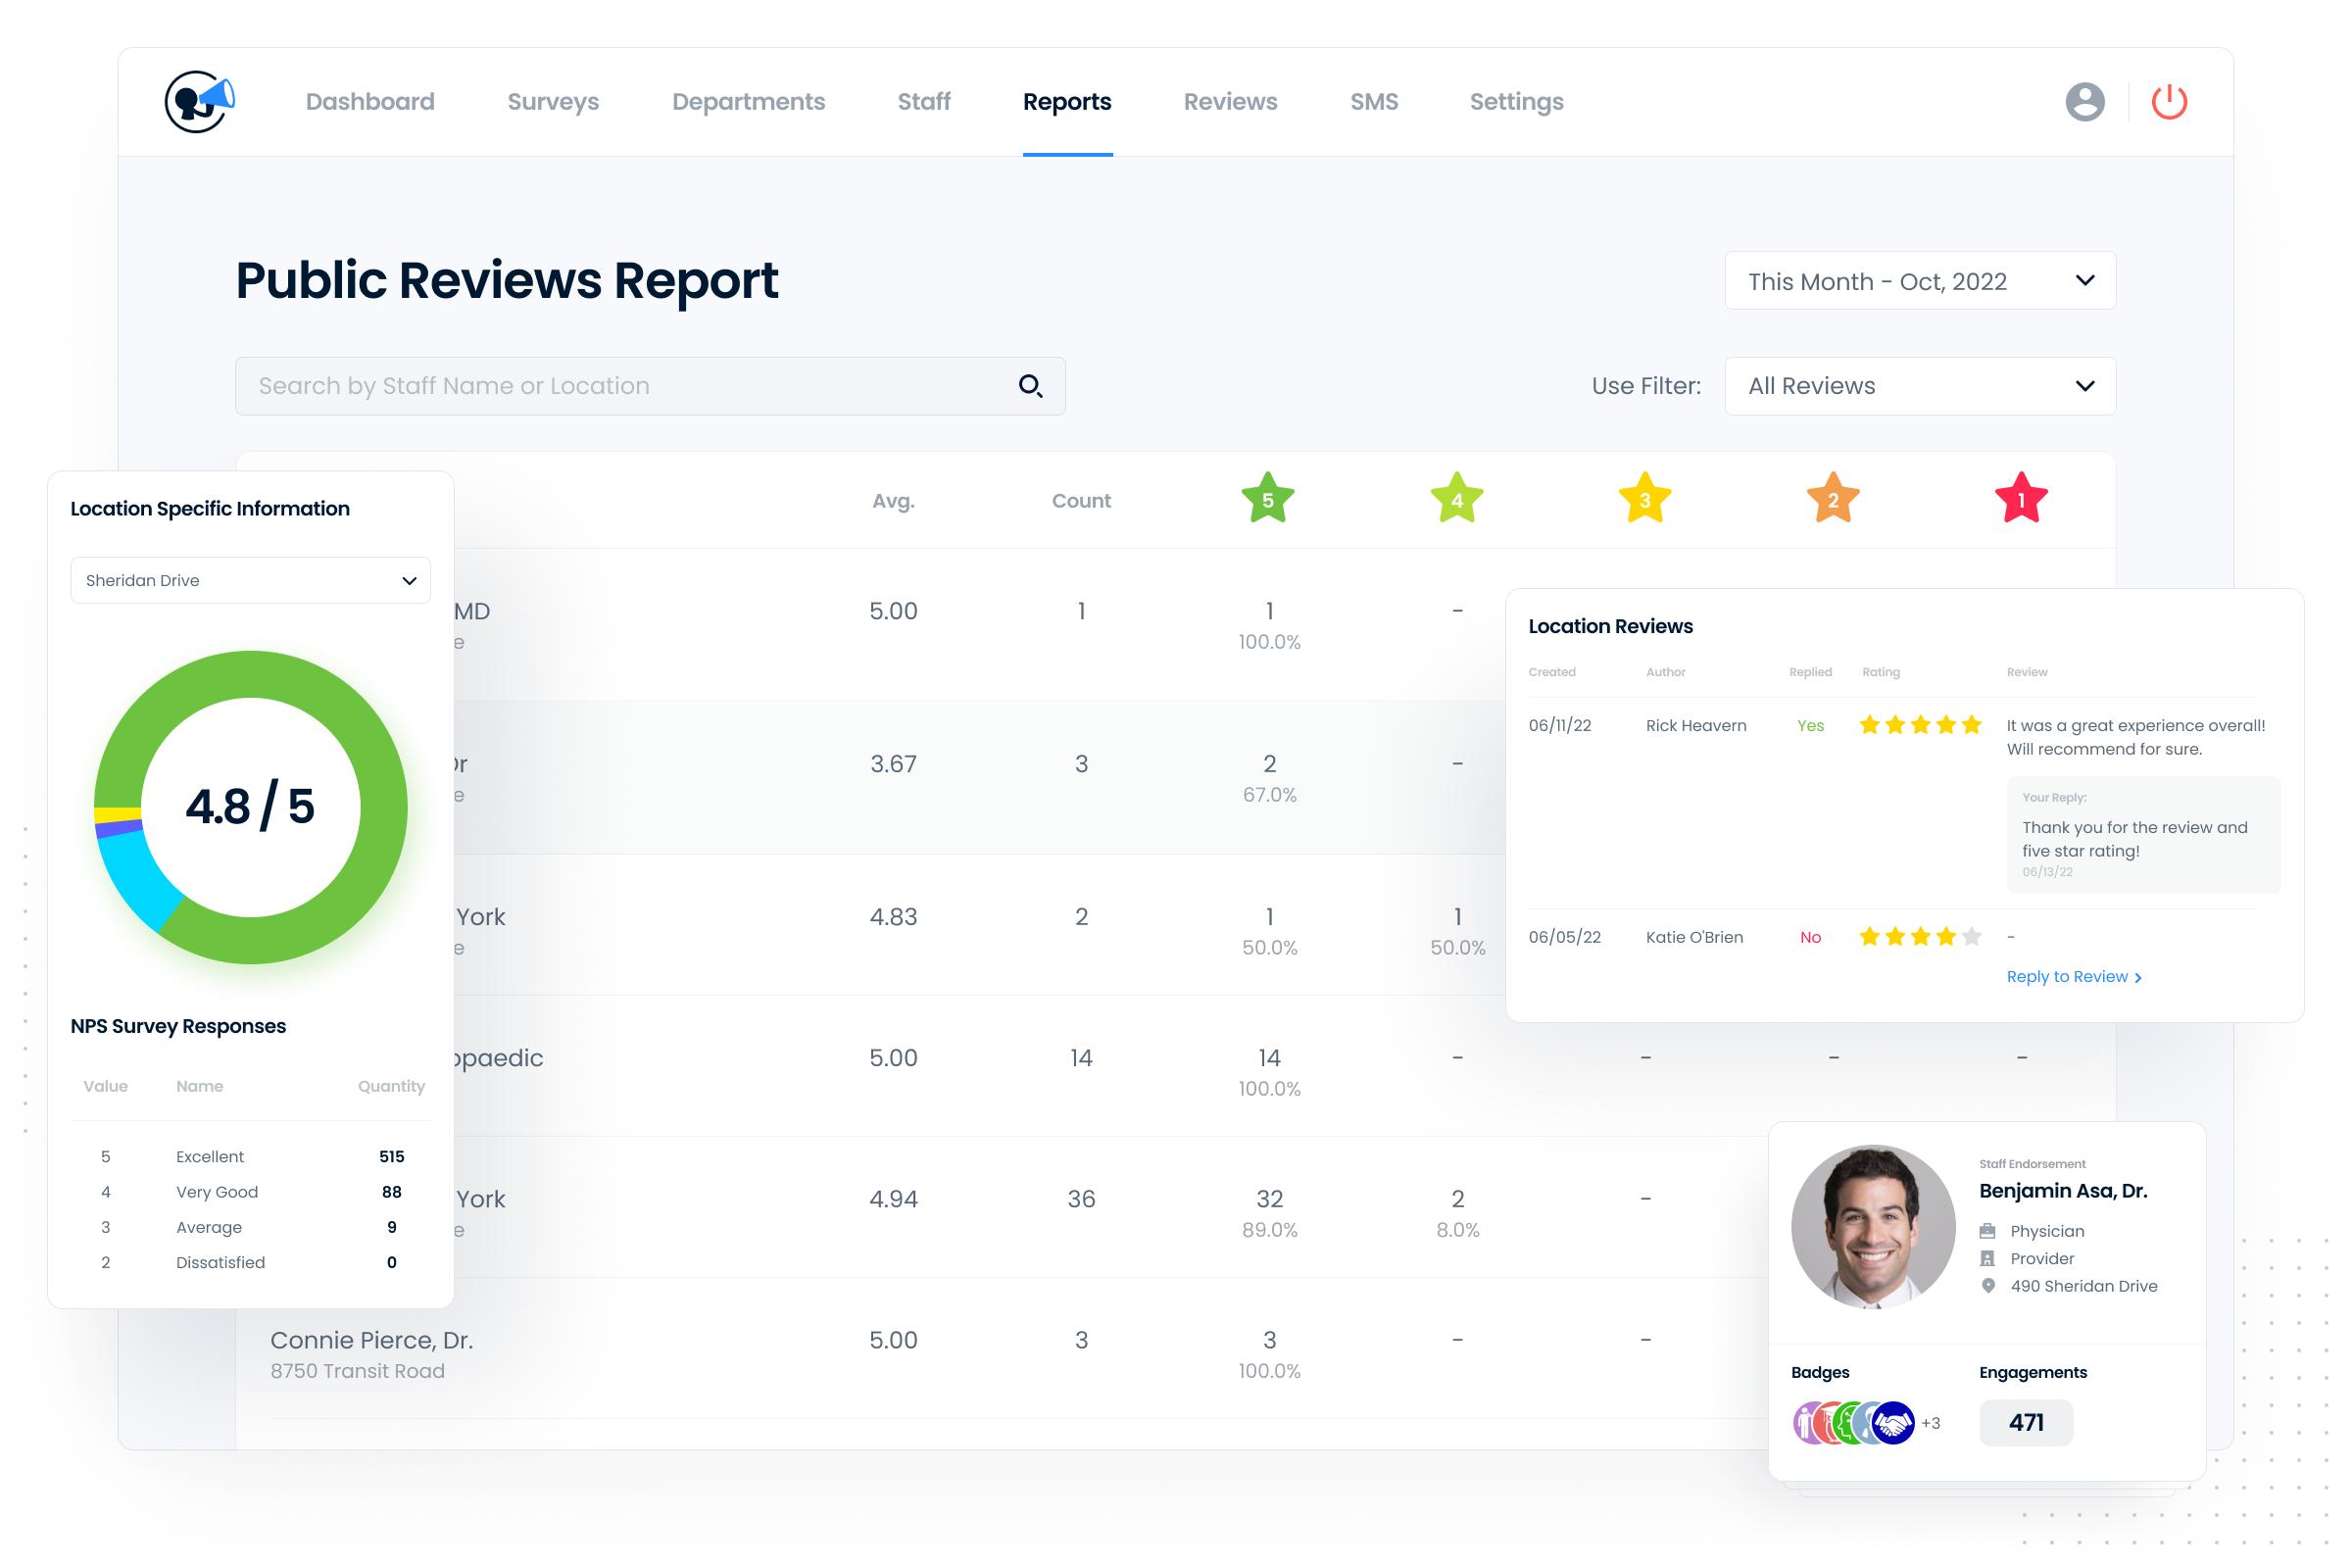 Dashboard Surveys Departments Staff Reports Reviews SMS Settings
Public Reviews Report
This Month - Oct, 2022
Search by Staff Name or Location
Use Filter: All Reviews
Avg. Count 5 4 3 2 1
MD 5.00 1 1 -
e 100.0%
Dr 3.67 3 2 -
e 67.0%
York 4.83 2 1 1
e 50.0% 50.0%
opaedic 5.00 14 14 - - - -
100.0%
York 4.94 36 32 2 -
e 89.0% 8.0%
Connie Pierce, Dr. 5.00 3 3 - -
8750 Transit Road 100.0%
Location Specific Information
Sheridan Drive
4.8 / 5
NPS Survey Responses
Value Name Quantity
5 Excellent 515
4 Very Good 88
3 Average 9
2 Dissatisfied 0
Location Reviews
Created Author Replied Rating Review
06/11/22 Rick Heavern Yes It was a great experience overall!
Will recommend for sure.
Your Reply:
Thank you for the review and
five star rating!
06/13/22
06/05/22 Katie O'Brien No -
Reply to Review >
Staff Endorsement
Benjamin Asa, Dr.
Physician
Provider
490 Sheridan Drive
Badges Engagements
+3 471